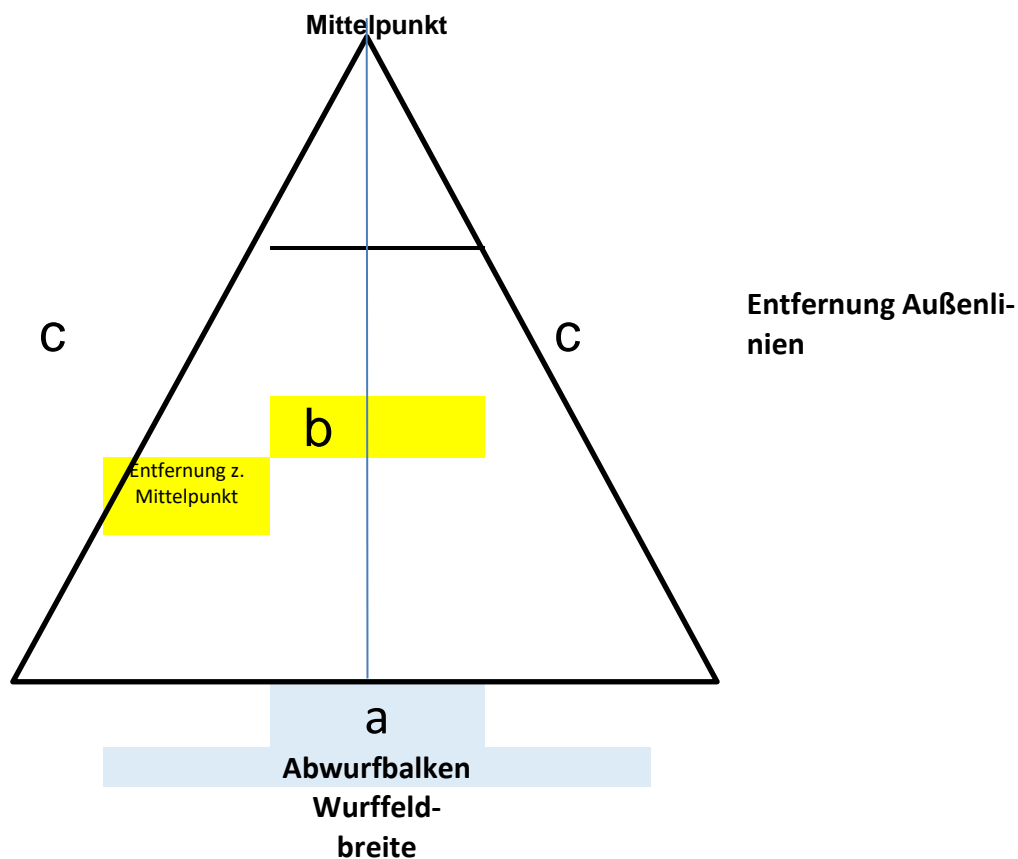 Mittelpunkt
Entfernung Außenli-
nien
c
c
b
Entfernung z.
Mittelpunkt
a
Abwurfbalken
Wurffeld-
breite